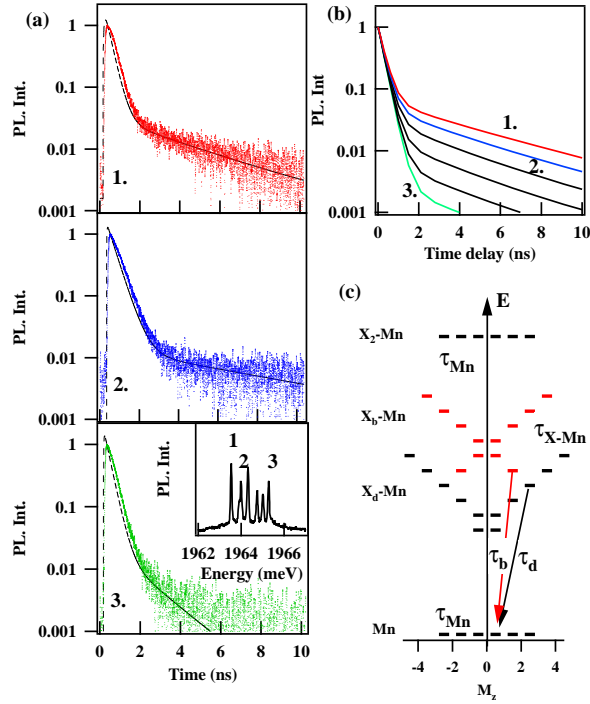 (a)
PL. Int.
1
0.1
0.01
0.001
1.
PL. Int.
1
0.1
0.01
0.001
2.
PL. Int.
1
0.1
0.01
0.001
3.
0 2 4 6 8 10
Time (ns)
PL. Int.
1
2
3
1962 1964 1966
Energy (meV)
(b)
PL. Int
1
0.1
0.01
0.001
1.
2.
3.
0 2 4 6 8 10
Time delay (ns)
(c)
E
X₂-Mn
τMn
Xb-Mn
τX-Mn
Xd-Mn
τb
τd
τMn
Mn
-4 -2 0 2 4
Mz